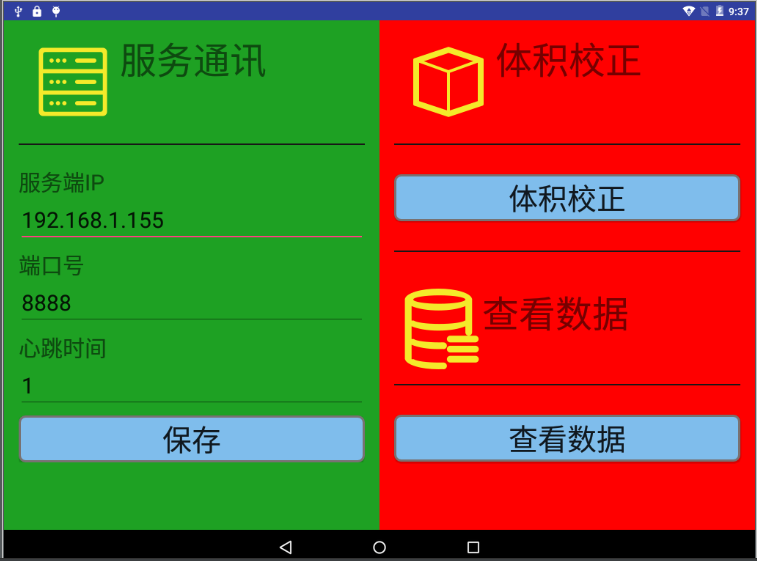 9:37
服务通讯
服务端IP
192.168.1.155
端口号
8888
心跳时间
1
保存
体积校正
体积校正
查看数据
查看数据